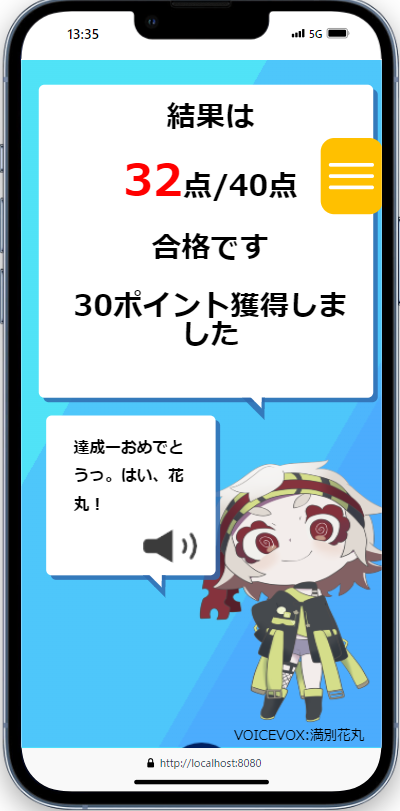 13:35
5G
結果は
32点/40点
合格です
30ポイント獲得しま
した
達成ーおめでと
うっ。はい、花
丸！
VOICEVOX:満別花丸
http://localhost:8080